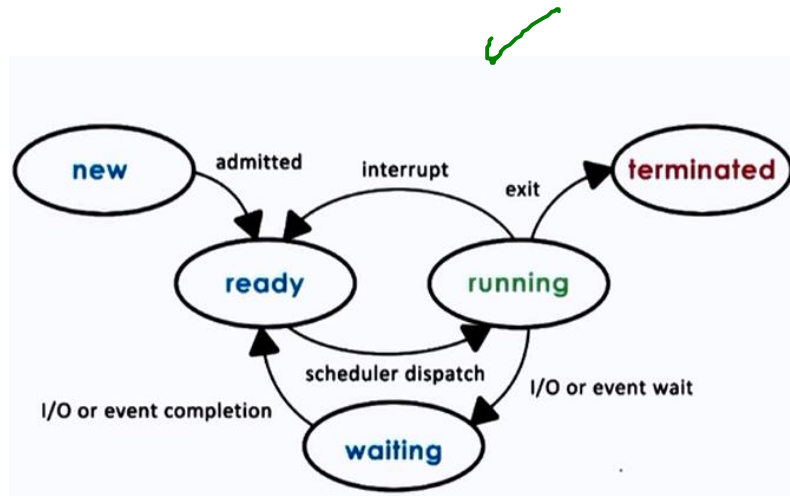 admitted
interrupt
new
terminated
exit
ready
running
scheduler dispatch
I/O or event wait
I/O or event completion
waiting